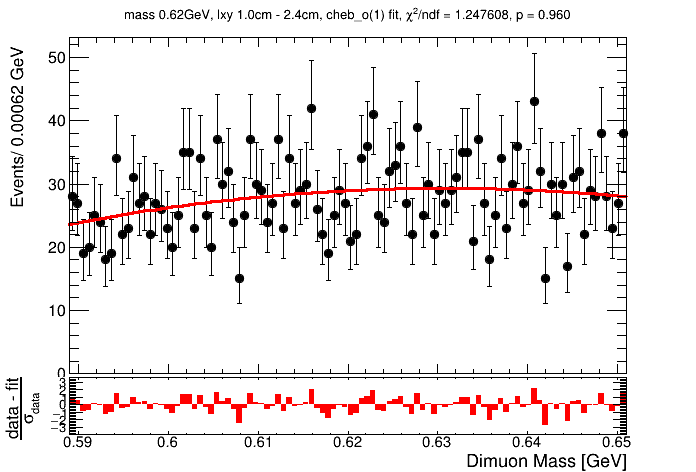 mass 0.62GeV, lxy 1.0cm - 2.4cm, cheb_o(1) fit, χ²/ndf = 1.247608, p = 0.960
Events/ 0.00062 GeV
50
40
30
20
10
0
data - fit
σdata
3
2
1
0
−1
−2
−3
0.59 0.6 0.61 0.62 0.63 0.64 0.65
Dimuon Mass [GeV]